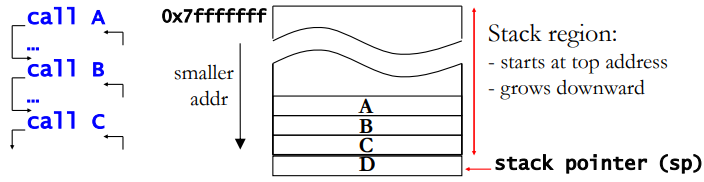 call A
...
call B
...
call C
0x7fffffff
smaller
addr
A
B
C
D
Stack region:
- starts at top address
- grows downward
stack pointer (sp)